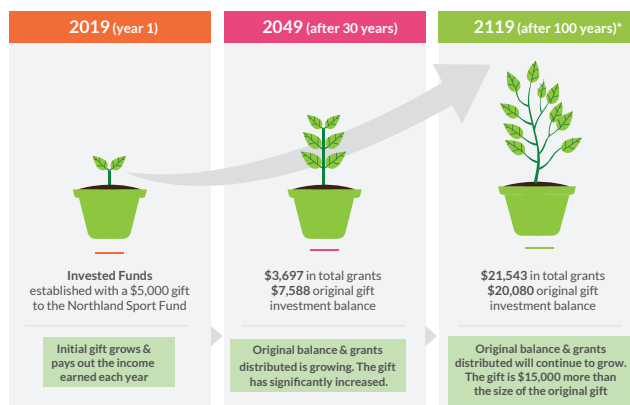 2019 (year 1)
Invested Funds
established with a $5,000 gift
to the Northland Sport Fund
Initial gift grows &
pays out the income
earned each year
2049 (after 30 years)
$3,697 in total grants
$7,588 original gift
investment balance
Original balance & grants
distributed is growing. The gift
has significantly increased.
2119 (after 100 years)*
$21,543 in total grants
$20,080 original gift
investment balance
Original balance & grants
distributed will continue to grow.
The gift is $15,000 more than
the size of the original gift